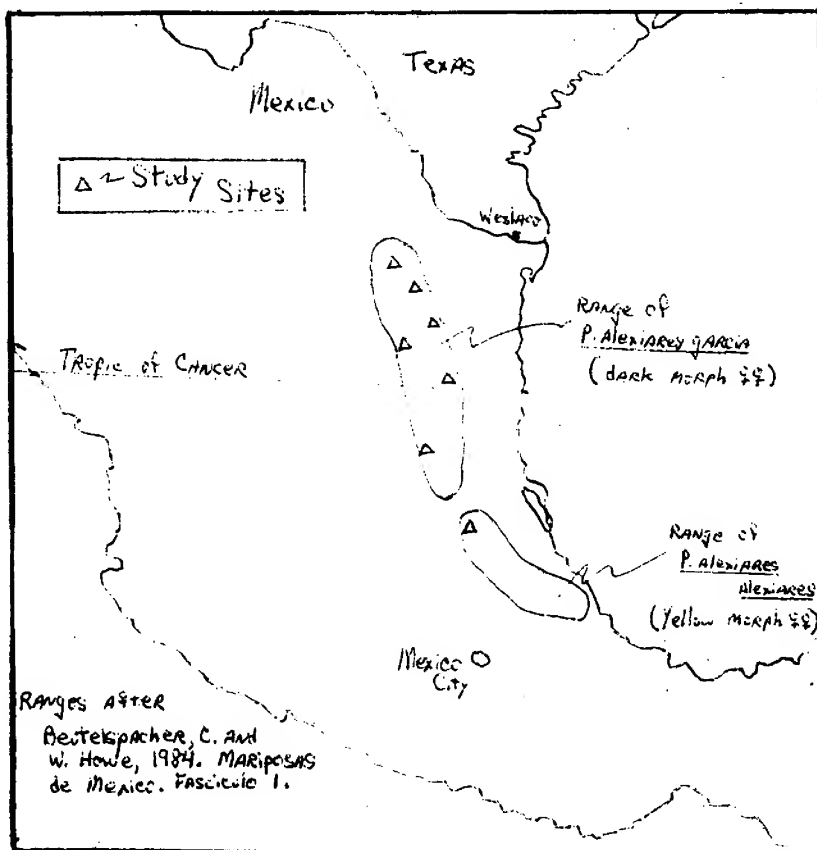 Texas
Mexico
△ ~ Study Sites
Weslaco
Range of
P. Alexiares garcia
(dark morph ♀♀)
Tropic of Cancer
Range of
P. Alexiares
Alexiares
(Yellow morph ♀♀)
Mexico
City
Ranges after
Beutelspacher, C. and
W. Howe, 1984. Mariposas
de Mexico. Fasciculo 1.